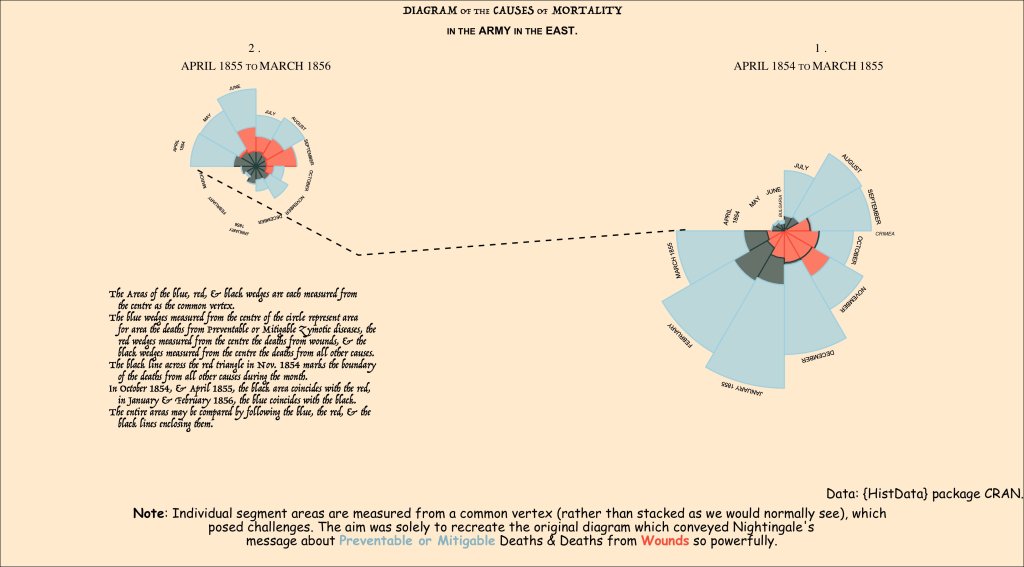 DIAGRAM OF THE CAUSES OF MORTALITY
IN THE ARMY IN THE EAST.
2 .
APRIL 1855 TO MARCH 1856
1 .
APRIL 1854 TO MARCH 1855
APRIL
1854
MAY
JUNE
JULY
AUGUST
SEPTEMBER
OCTOBER
NOVEMBER
DECEMBER
JANUARY
1856
FEBRUARY
MARCH
APRIL
1854
MAY
JUNE
BULGARIA
JULY
AUGUST
SEPTEMBER
CRIMEA
OCTOBER
NOVEMBER
DECEMBER
JANUARY 1855
FEBRUARY
MARCH 1855
The Areas of the blue, red, & black wedges are each measured from
the centre as the common vertex.
The blue wedges measured from the centre of the circle represent area
for area the deaths from Preventable or Mitigable Zymotic diseases, the
red wedges measured from the centre the deaths from wounds, & the
black wedges measured from the centre the deaths from all other causes.
The black line across the red triangle in Nov. 1854 marks the boundary
of the deaths from all other causes during the month.
In October 1854, & April 1855, the black area coincides with the red,
in January & February 1856, the blue coincides with the black.
The entire areas may be compared by following the blue, the red, & the
black lines enclosing them.
Data: {HistData} package CRAN.
Note: Individual segment areas are measured from a common vertex (rather than stacked as we would normally see), which
posed challenges. The aim was solely to recreate the original diagram which conveyed Nightingale's
message about Preventable or Mitigable Deaths & Deaths from Wounds so powerfully.